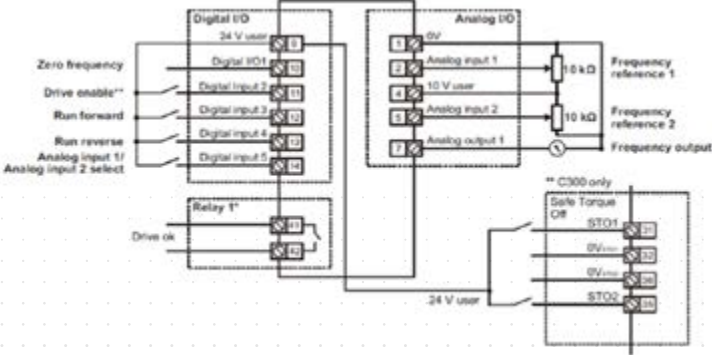 Digital I/O
24 V user
9
Zero frequency
Digital I/O1
10
Drive enable**
Digital Input 2
11
Run forward
Digital input 3
12
Run reverse
Digital input 4
13
Analog input 1/
Analog input 2 select
Digital input 5
14
Relay 1*
41
Drive ok
42
Analog I/O
1
0V
2
Analog input 1
10 kΩ
Frequency
reference 1
4
10 V user
5
Analog input 2
10 kΩ
Frequency
reference 2
7
Analog output 1
Frequency output
** C300 only
Safe Torque
Off
STO1
31
0V
32
0V
STO2
24 V user